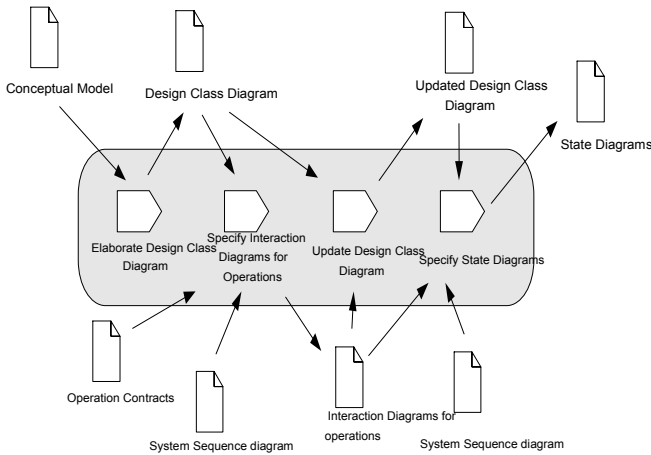 Conceptual Model
Design Class Diagram
Updated Design Class
Diagram
State Diagrams
Elaborate Design Class
Diagram
Specify Interaction
Diagrams for
Operations
Update Design Class
Diagram
Specify State Diagrams
Operation Contracts
System Sequence diagram
Interaction Diagrams for
operations
System Sequence diagram